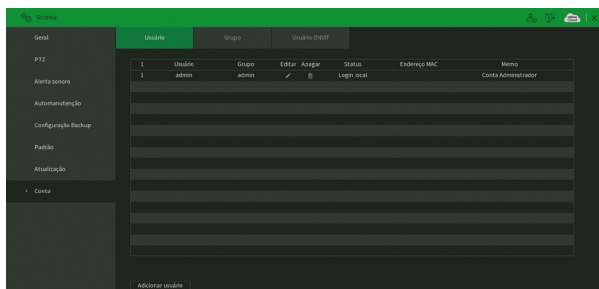 Sistema
Geral
PTZ
Alerta sonoro
Automanutenção
Configuração Backup
Padrão
Atualização
Conta
Usuário Grupo Usuário ONVIF
1 Usuário Grupo Editar Apagar Status Endereço MAC Memo
1 admin admin Login local Conta Administrador
Adicionar usuário